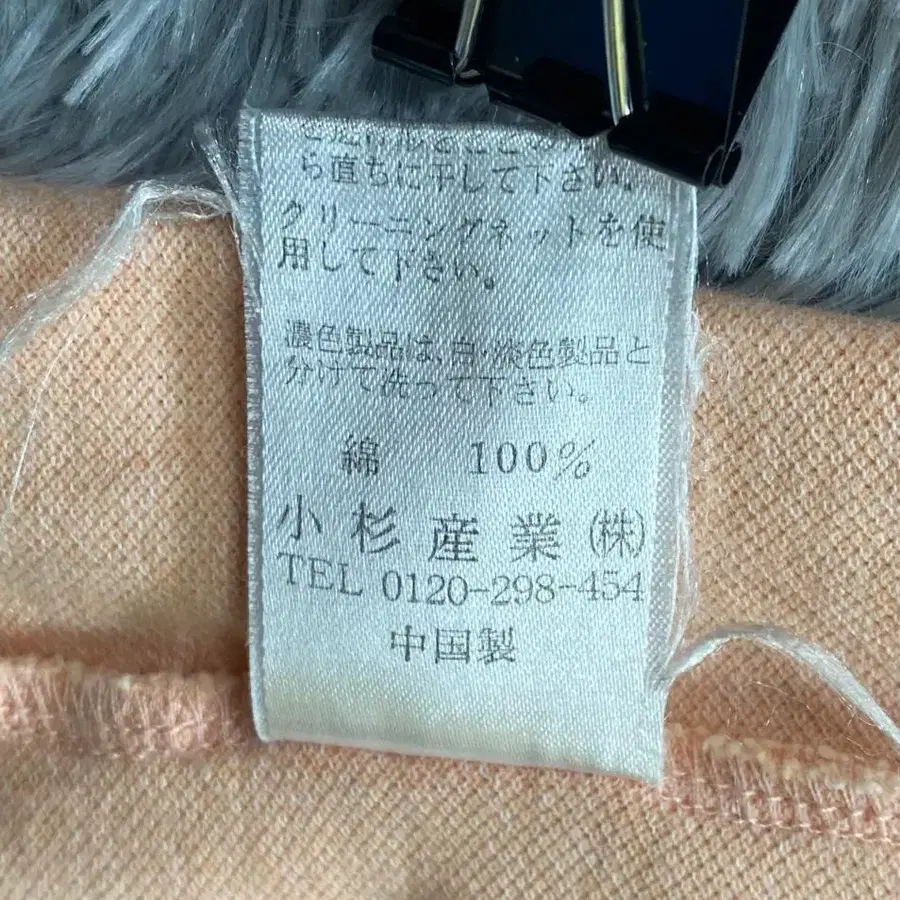 ら直ちに干して下さい。
クリーニングネットを使
用して下さい。
濃色製品は、白・淡色製品と
分けて洗って下さい。
綿 100%
小杉産業(株)
TEL 0120-298-454
中国製